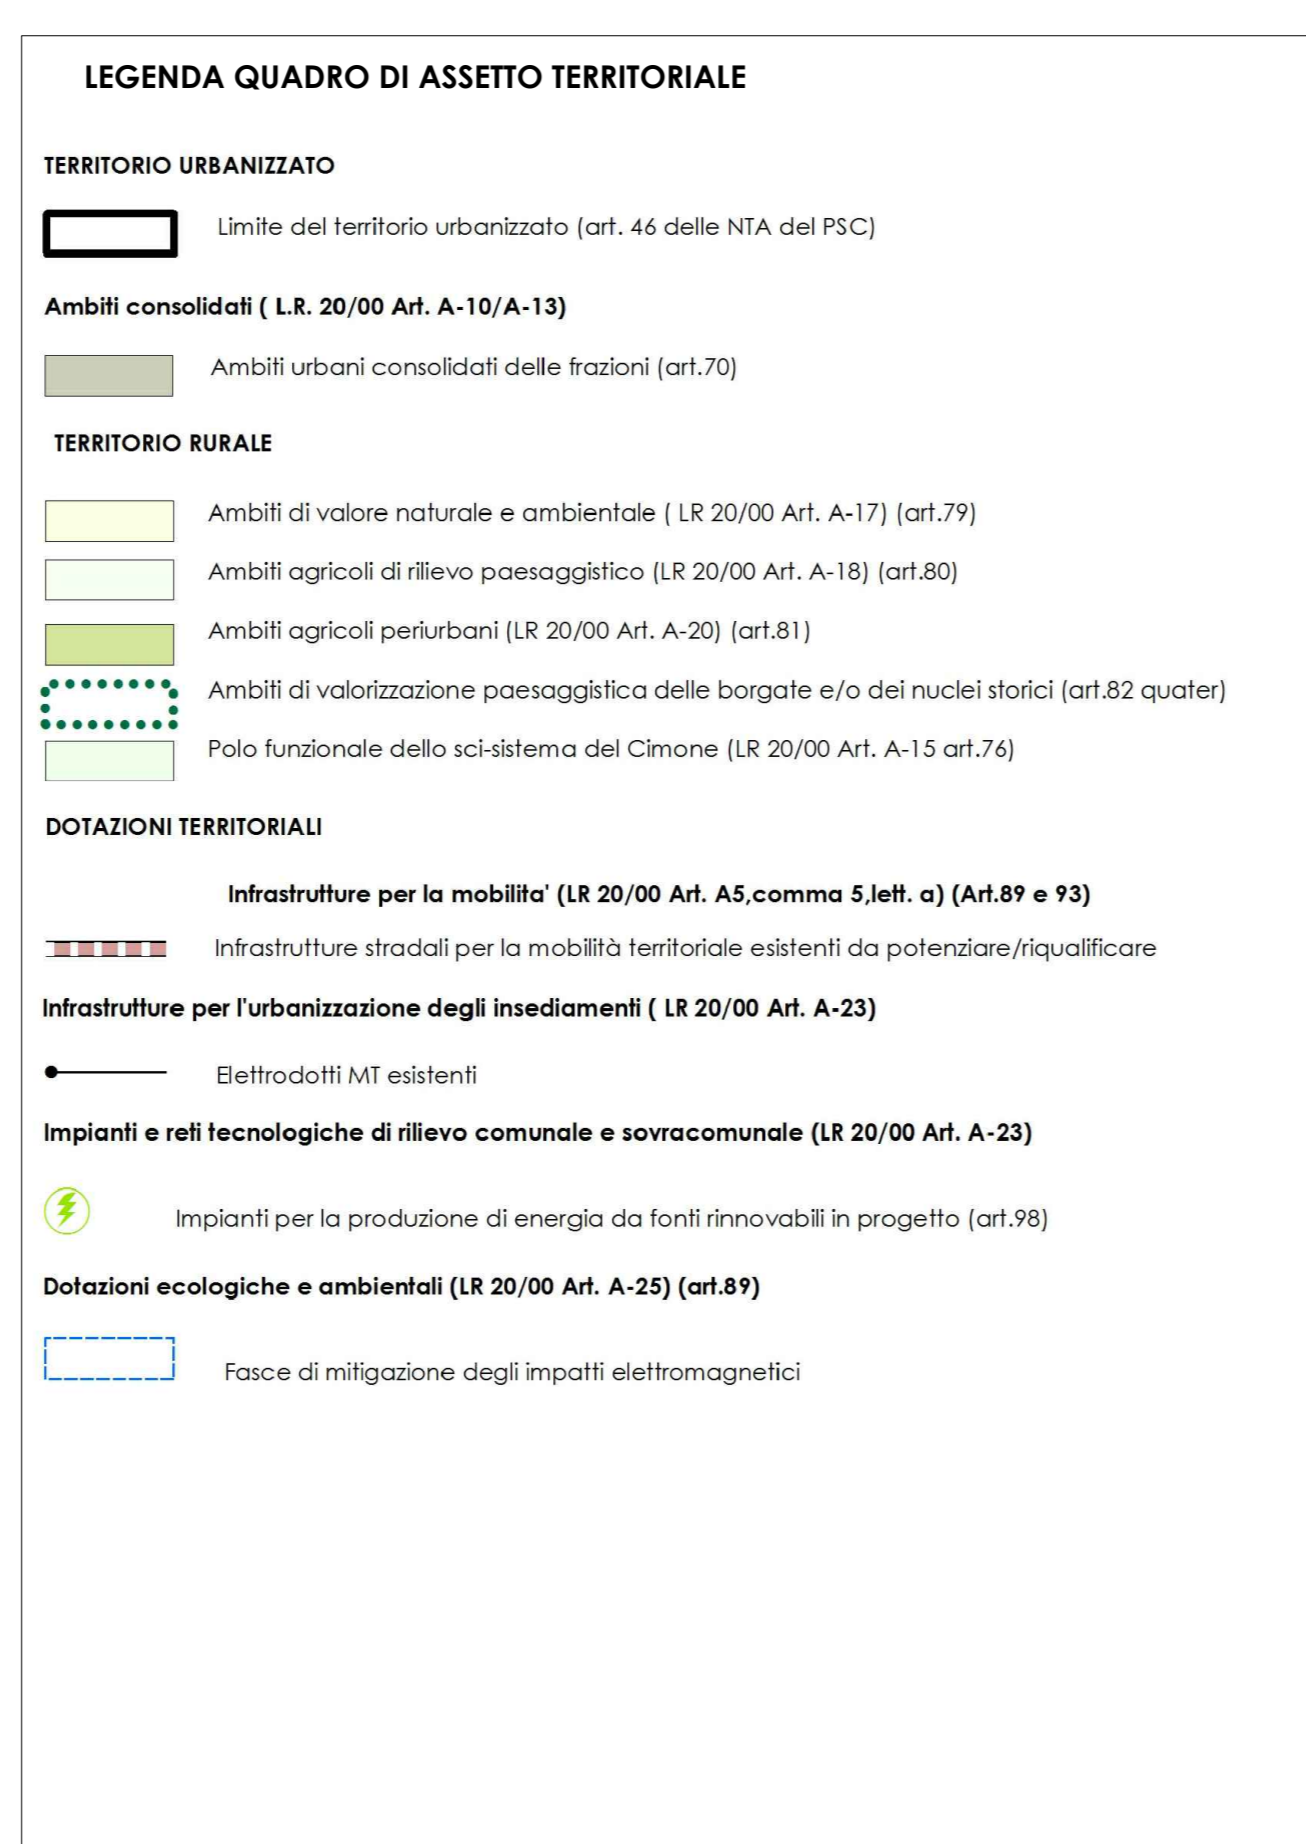 LEGENDA QUADRO DI ASSETTO TERRITORIALE
TERRITORIO URBANIZZATO
Limite del territorio urbanizzato (art. 46 delle NTA del PSC)
Ambiti consolidati ( L.R. 20/00 Art. A-10/A-13)
Ambiti urbani consolidati delle frazioni (art.70)
TERRITORIO RURALE
Ambiti di valore naturale e ambientale ( LR 20/00 Art. A-17) (art.79)
Ambiti agricoli di rilievo paesaggistico (LR 20/00 Art. A-18) (art.80)
Ambiti agricoli periurbani (LR 20/00 Art. A-20) (art.81)
Ambiti di valorizzazione paesaggistica delle borgate e/o dei nuclei storici (art.82 quater)
Polo funzionale dello sci-sistema del Cimone (LR 20/00 Art. A-15 art.76)
DOTAZIONI TERRITORIALI
Infrastrutture per la mobilita' (LR 20/00 Art. A5,comma 5,lett. a) (Art.89 e 93)
Infrastrutture stradali per la mobilità territoriale esistenti da potenziare/riqualificare
Infrastrutture per l'urbanizzazione degli insediamenti ( LR 20/00 Art. A-23)
Elettrodotti MT esistenti
Impianti e reti tecnologiche di rilievo comunale e sovracomunale (LR 20/00 Art. A-23)
Impianti per la produzione di energia da fonti rinnovabili in progetto (art.98)
Dotazioni ecologiche e ambientali (LR 20/00 Art. A-25) (art.89)
Fasce di mitigazione degli impatti elettromagnetici